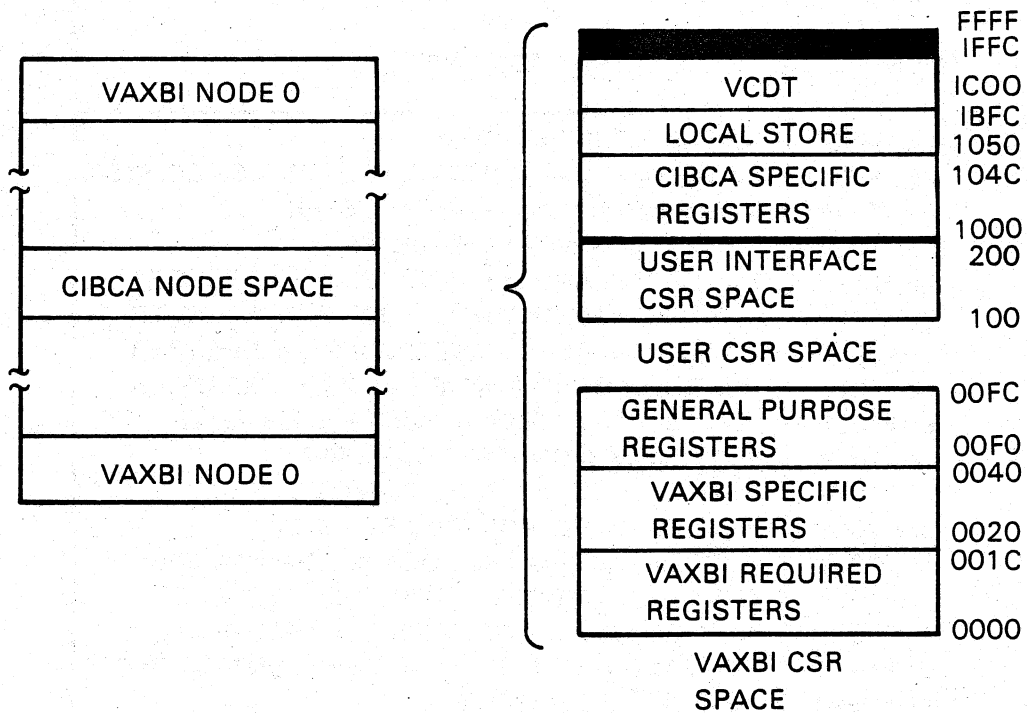 VAXBI NODE 0
CIBCA NODE SPACE
VAXBI NODE 0
FFFF
IFFC
VCDT
ICOO
IBFC
LOCAL STORE
1050
CIBCA SPECIFIC
104C
REGISTERS
1000
200
USER INTERFACE
CSR SPACE
100
USER CSR SPACE
00FC
GENERAL PURPOSE
REGISTERS
00F0
0040
VAXBI SPECIFIC
REGISTERS
0020
001C
VAXBI REQUIRED
REGISTERS
0000
VAXBI CSR
SPACE